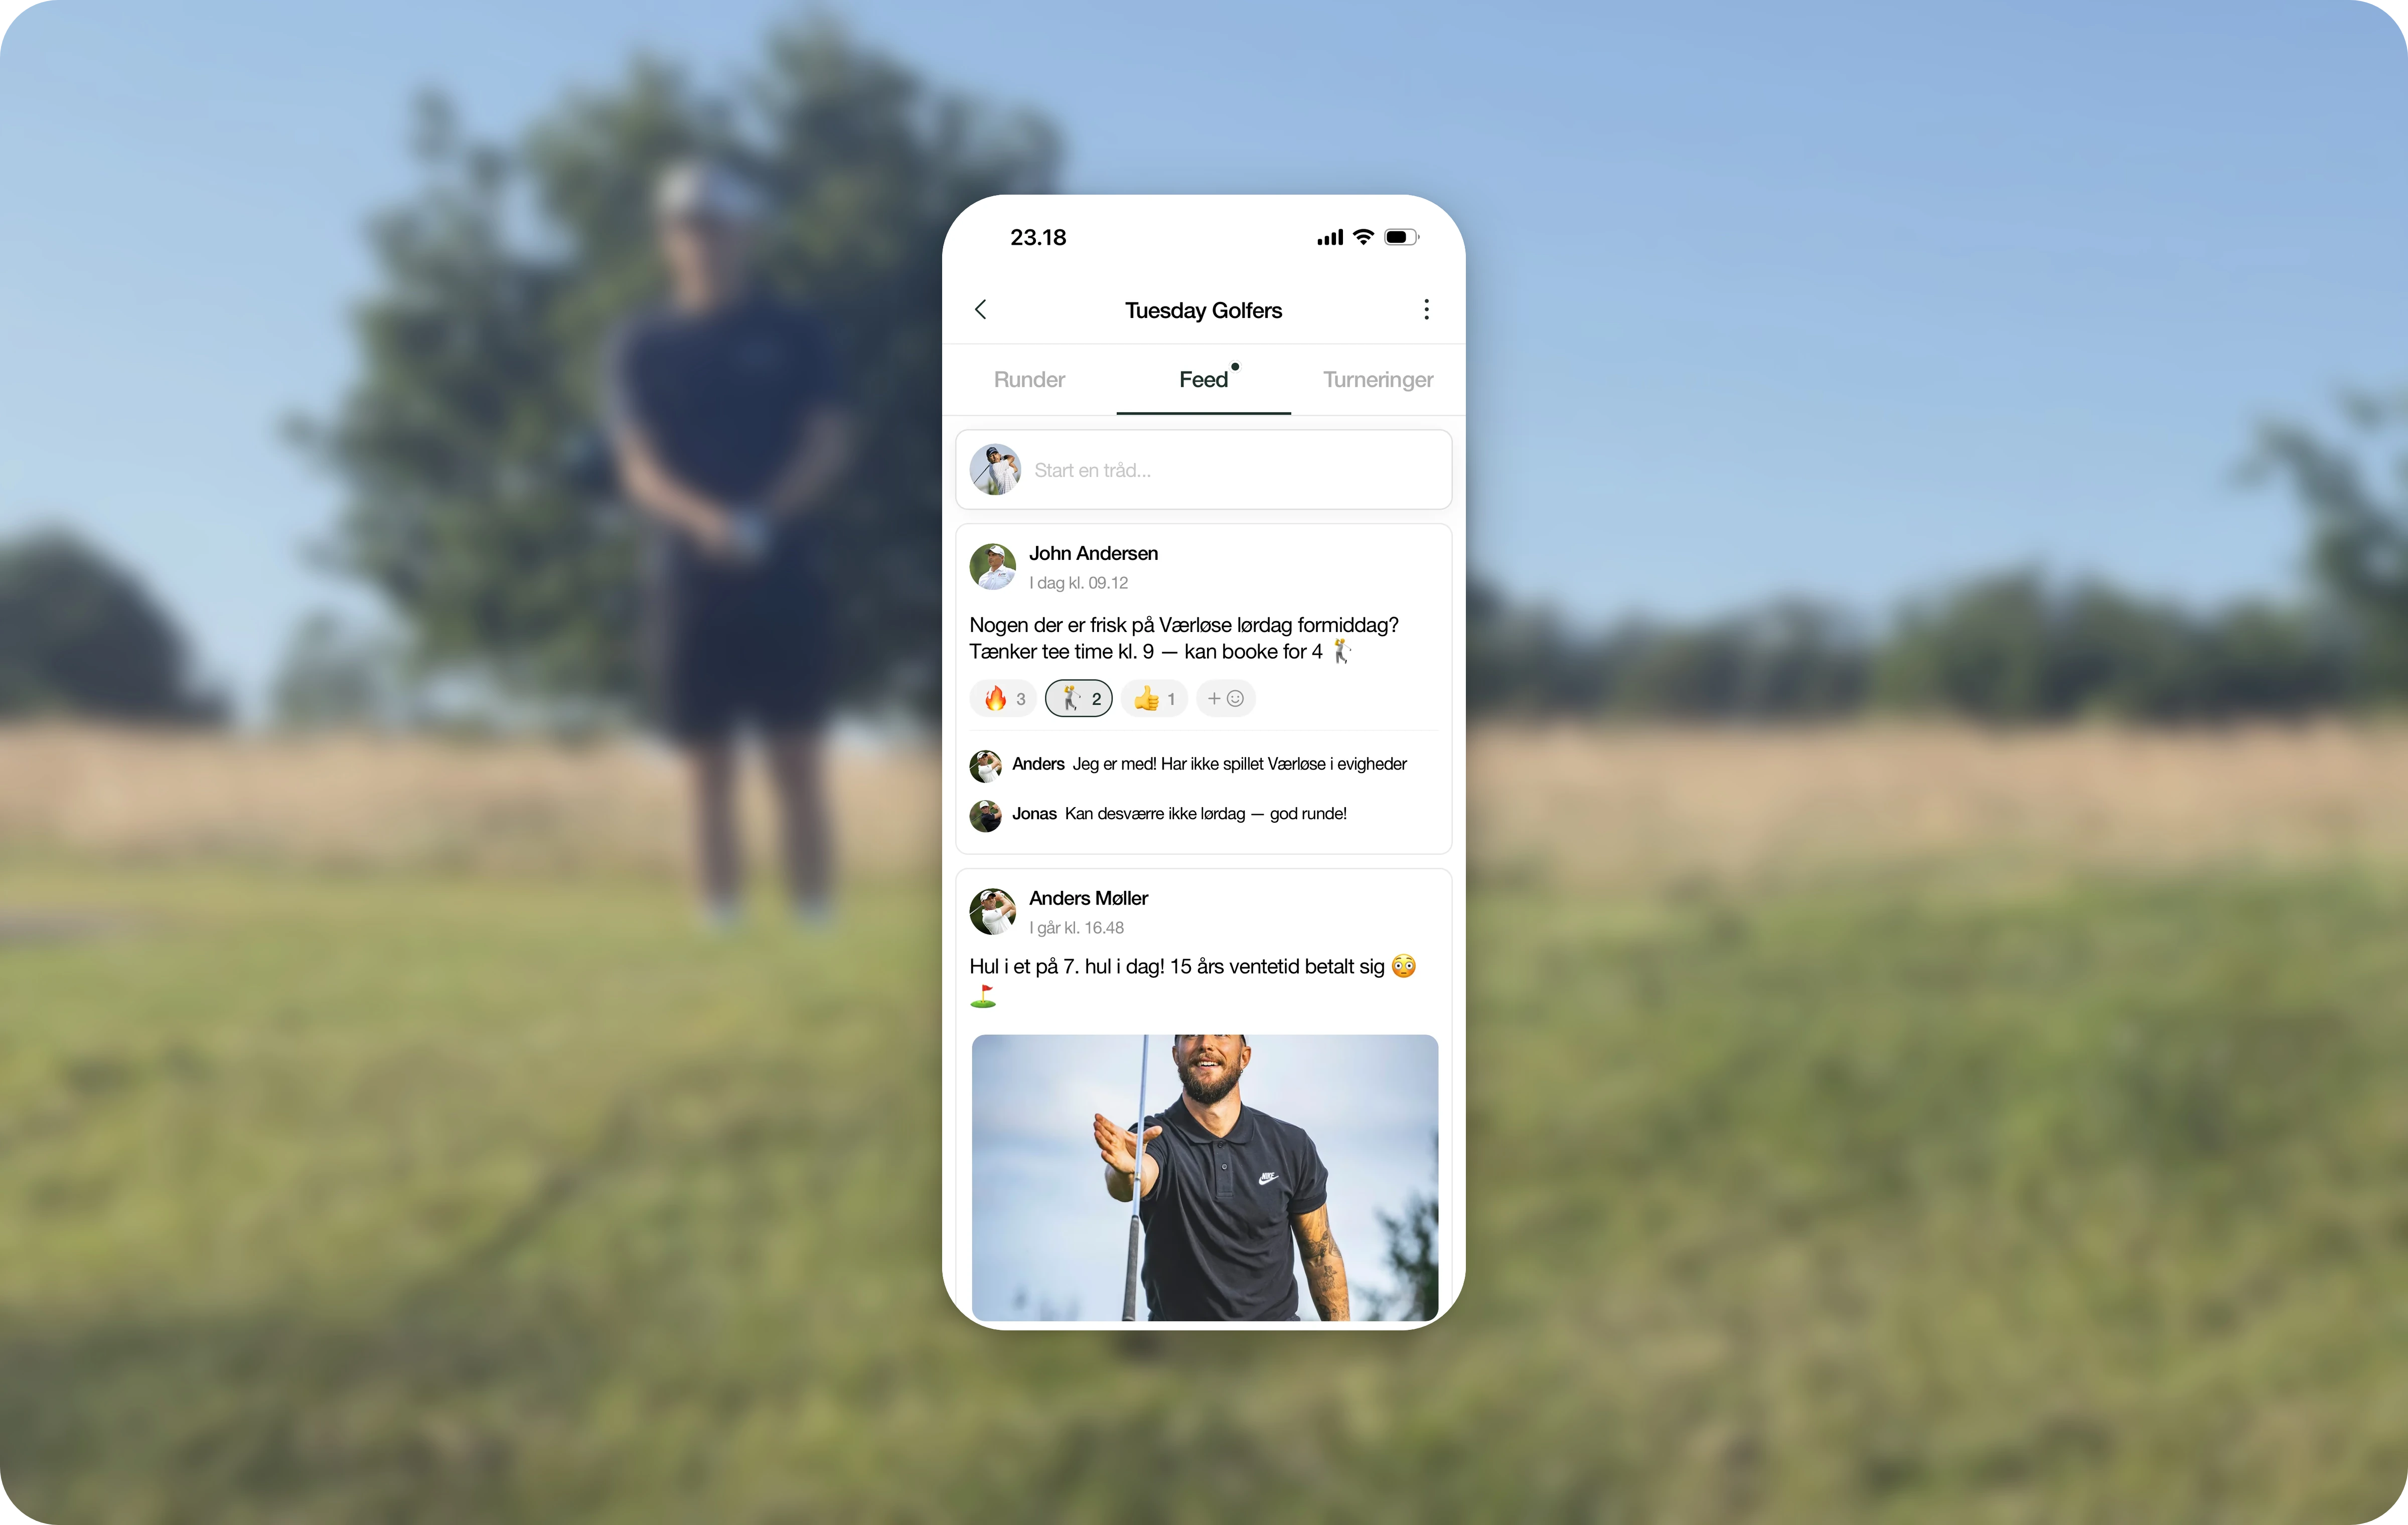 23.18
Tuesday Golfers
Runder
Feed
Turneringer
Start en tråd...
John Andersen
I dag kl. 09.12
Nogen der er frisk på Værløse lørdag formiddag?
Tænker tee time kl. 9 — kan booke for 4 🏌️
🔥 3
🏌️ 2
👍 1
+
Anders Jeg er med! Har ikke spillet Værløse i evigheder
Jonas Kan desværre ikke lørdag — god runde!
Anders Møller
I går kl. 16.48
Hul i et på 7. hul i dag! 15 års ventetid betalt sig 😳
⛳
NIKE